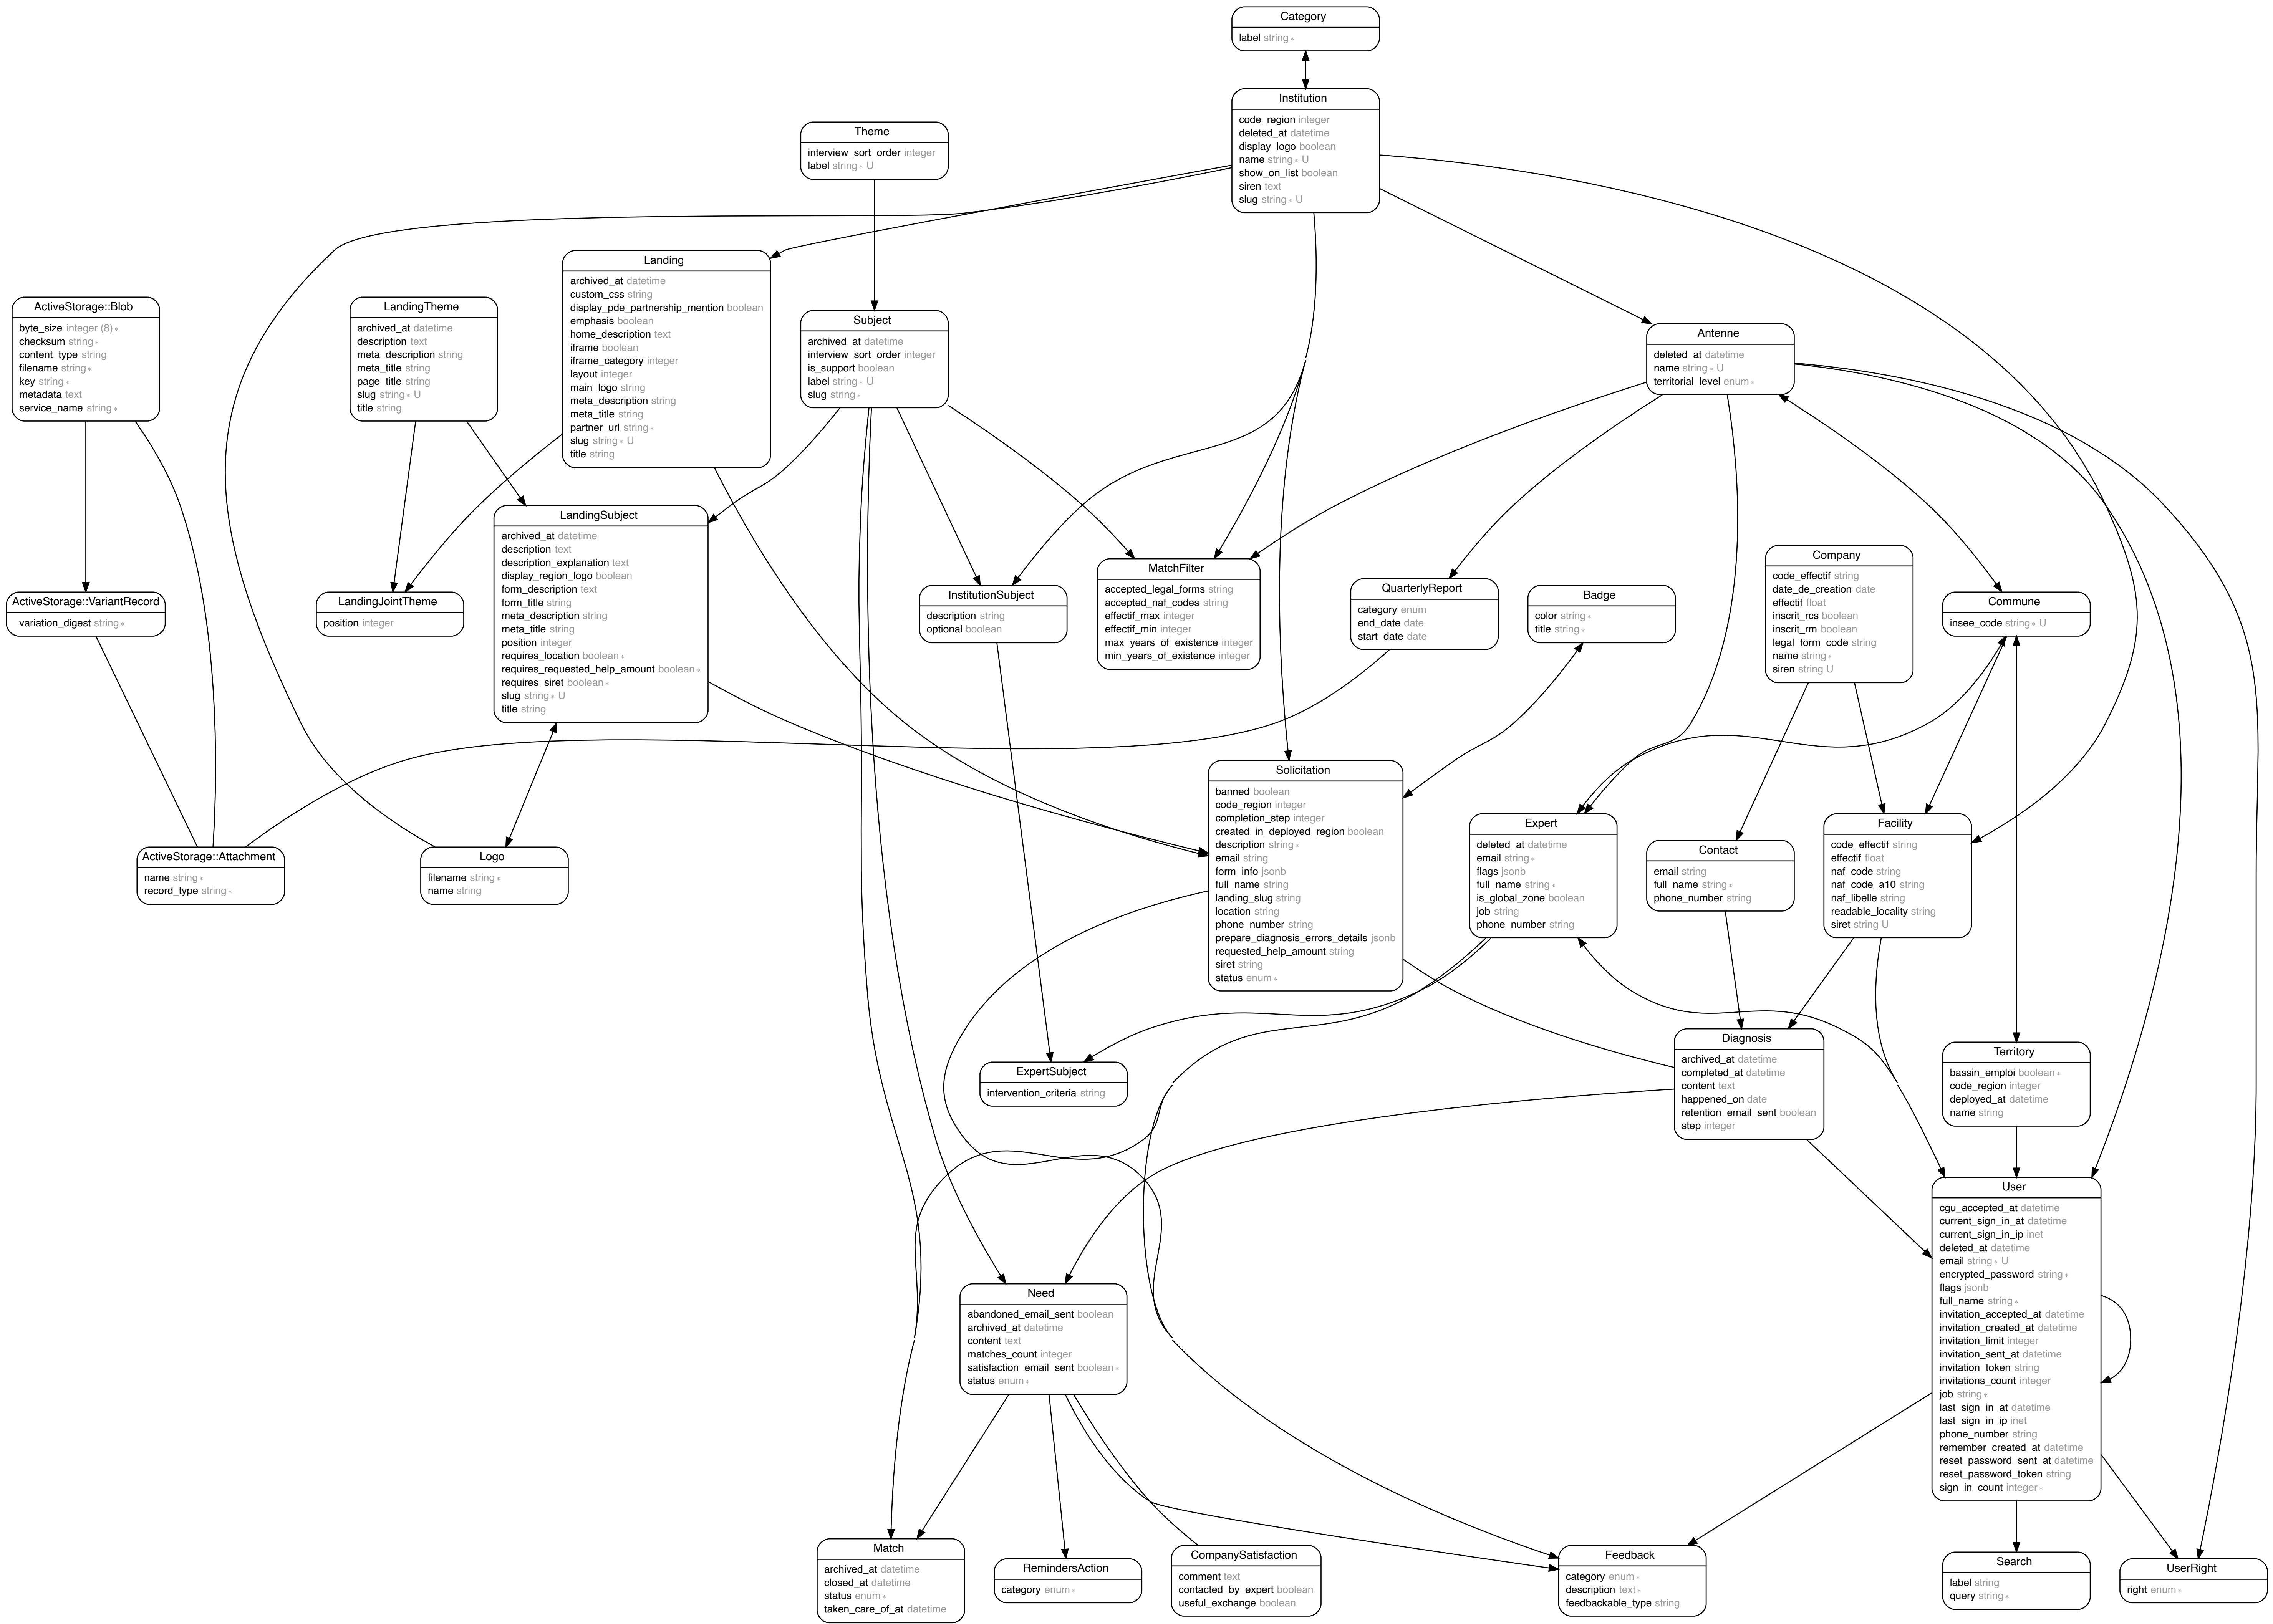 Category
label string∗
Institution
code_region integer
deleted_at datetime
display_logo boolean
name string∗ U
show_on_list boolean
siren text
slug string∗ U
Theme
interview_sort_order integer
label string∗ U
Landing
archived_at datetime
custom_css string
display_pde_partnership_mention boolean
emphasis boolean
home_description text
iframe boolean
iframe_category integer
layout integer
main_logo string
meta_description string
meta_title string
partner_url string∗
slug string∗ U
title string
ActiveStorage::Blob
byte_size integer (8)∗
checksum string∗
content_type string
filename string∗
key string∗
metadata text
service_name string∗
LandingTheme
archived_at datetime
description text
meta_description string
meta_title string
page_title string
slug string∗ U
title string
Subject
archived_at datetime
interview_sort_order integer
is_support boolean
label string∗ U
slug string∗
Antenne
deleted_at datetime
name string∗ U
territorial_level enum∗
LandingSubject
archived_at datetime
description text
description_explanation text
display_region_logo boolean
form_description text
form_title string
meta_description string
meta_title string
position integer
requires_location boolean∗
requires_requested_help_amount boolean∗
requires_siret boolean∗
slug string∗ U
title string
Company
code_effectif string
date_de_creation date
effectif float
inscrit_rcs boolean
inscrit_rm boolean
legal_form_code string
name string∗
siren string U
MatchFilter
accepted_legal_forms string
accepted_naf_codes string
effectif_max integer
effectif_min integer
max_years_of_existence integer
min_years_of_existence integer
ActiveStorage::VariantRecord
variation_digest string∗
LandingJointTheme
position integer
InstitutionSubject
description string
optional boolean
QuarterlyReport
category enum
end_date date
start_date date
Badge
color string∗
title string∗
Commune
insee_code string∗ U
Solicitation
banned boolean
code_region integer
completion_step integer
created_in_deployed_region boolean
description string∗
email string
form_info jsonb
full_name string
landing_slug string
location string
phone_number string
prepare_diagnosis_errors_details jsonb
requested_help_amount string
siret string
status enum∗
Expert
deleted_at datetime
email string∗
flags jsonb
full_name string∗
is_global_zone boolean
job string
phone_number string
Contact
email string
full_name string∗
phone_number string
Facility
code_effectif string
effectif float
naf_code string
naf_code_a10 string
naf_libelle string
readable_locality string
siret string U
ActiveStorage::Attachment
name string∗
record_type string∗
Logo
filename string∗
name string
Diagnosis
archived_at datetime
completed_at datetime
content text
happened_on date
retention_email_sent boolean
step integer
Territory
bassin_emploi boolean∗
code_region integer
deployed_at datetime
name string
ExpertSubject
intervention_criteria string
User
cgu_accepted_at datetime
current_sign_in_at datetime
current_sign_in_ip inet
deleted_at datetime
email string∗ U
encrypted_password string∗
flags jsonb
full_name string∗
invitation_accepted_at datetime
invitation_created_at datetime
invitation_limit integer
invitation_sent_at datetime
invitation_token string
invitations_count integer
job string∗
last_sign_in_at datetime
last_sign_in_ip inet
phone_number string
remember_created_at datetime
reset_password_sent_at datetime
reset_password_token string
sign_in_count integer∗
Need
abandoned_email_sent boolean
archived_at datetime
content text
matches_count integer
satisfaction_email_sent boolean∗
status enum∗
Match
archived_at datetime
closed_at datetime
status enum∗
taken_care_of_at datetime
RemindersAction
category enum∗
CompanySatisfaction
comment text
contacted_by_expert boolean
useful_exchange boolean
Feedback
category enum∗
description text∗
feedbackable_type string
Search
label string
query string∗
UserRight
right enum∗